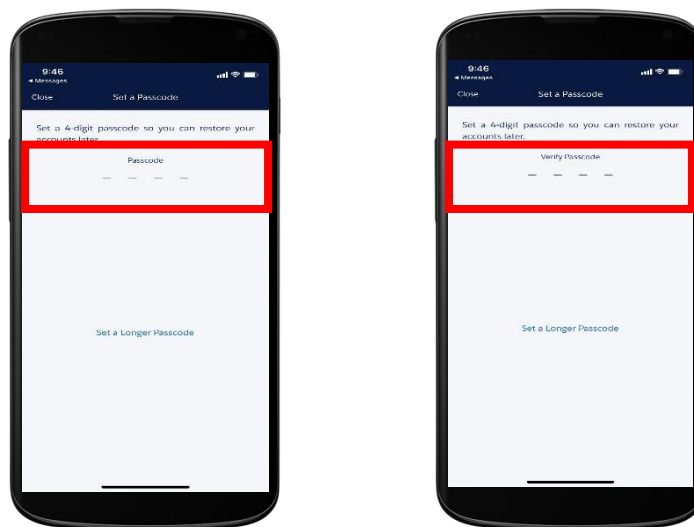 9:46
Messages
Close Set a Passcode
Set a 4-digit passcode so you can restore your
accounts later.
Passcode
Set a Longer Passcode
9:46
Messages
Close Set a Passcode
Set a 4-digit passcode so you can restore your
accounts later.
Verify Passcode
Set a Longer Passcode